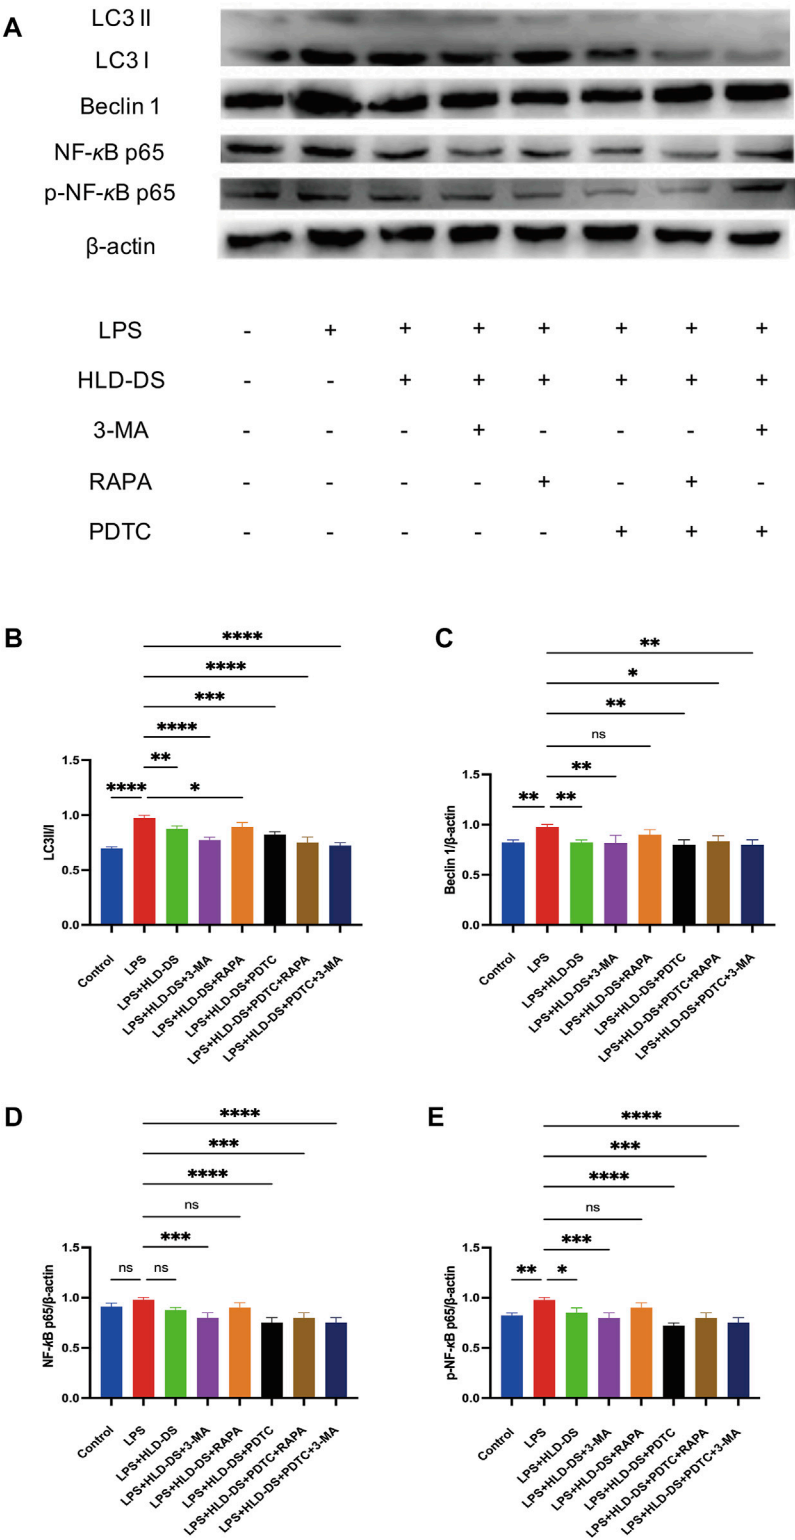 A
LC3 II
LC3 I
Beclin 1
NF-κB p65
p-NF-κB p65
β-actin
LPS - + + + + + + +
HLD-DS - - + + + + + +
3-MA - - - + - - - +
RAPA - - - - + - + -
PDTC - - - - - + + +
B
****
****
***
****
**
**** *
LC3II/I
1.5
1.0
0.5
0.0
Control
LPS
LPS+HLD-DS
LPS+HLD-DS+3-MA
LPS+HLD-DS+RAPA
LPS+HLD-DS+PDTC
LPS+HLD-DS+PDTC+RAPA
LPS+HLD-DS+PDTC+3-MA
C
**
*
**
ns
**
** **
Beclin 1/β-actin
1.5
1.0
0.5
0.0
Control
LPS
LPS+HLD-DS
LPS+HLD-DS+3-MA
LPS+HLD-DS+RAPA
LPS+HLD-DS+PDTC
LPS+HLD-DS+PDTC+RAPA
LPS+HLD-DS+PDTC+3-MA
D
****
***
****
ns
***
ns ns
NF-kB p65/β-actin
1.5
1.0
0.5
0.0
Control
LPS
LPS+HLD-DS
LPS+HLD-DS+3-MA
LPS+HLD-DS+RAPA
LPS+HLD-DS+PDTC
LPS+HLD-DS+PDTC+RAPA
LPS+HLD-DS+PDTC+3-MA
E
****
***
****
ns
***
** *
p-NF-κB p65/β-actin
1.5
1.0
0.5
0.0
Control
LPS
LPS+HLD-DS
LPS+HLD-DS+3-MA
LPS+HLD-DS+RAPA
LPS+HLD-DS+PDTC
LPS+HLD-DS+PDTC+RAPA
LPS+HLD-DS+PDTC+3-MA